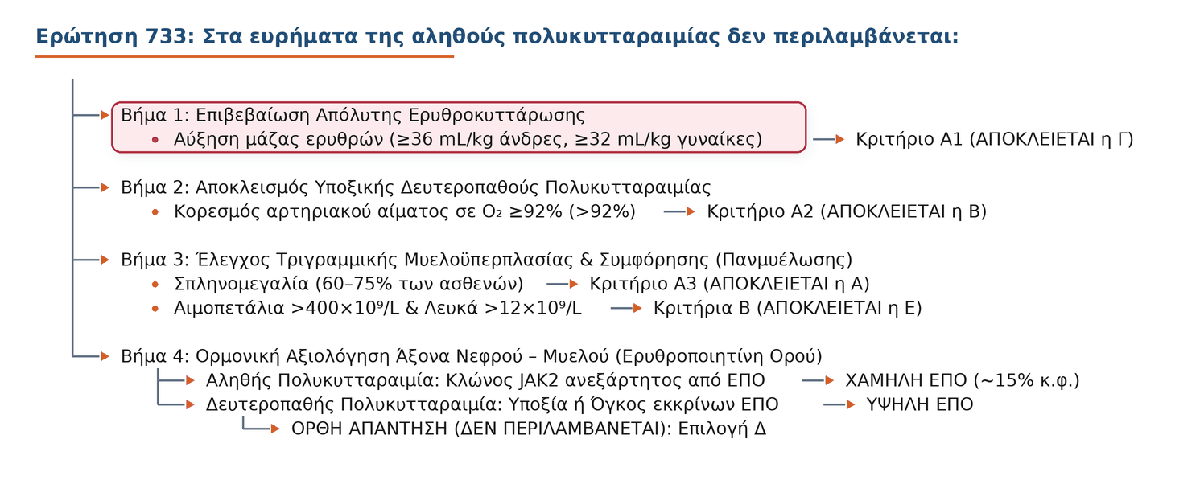 Ερώτηση 733: Στα ευρήματα της αληθούς πολυκυτταραιμίας δεν περιλαμβάνεται:
Βήμα 1: Επιβεβαίωση Απόλυτης Ερυθροκυττάρωσης
• Αύξηση μάζας ερυθρών (≥36 mL/kg άνδρες, ≥32 mL/kg γυναίκες) Κριτήριο Α1 (ΑΠΟΚΛΕΙΕΤΑΙ η Γ)
Βήμα 2: Αποκλεισμός Υποξικής Δευτεροπαθούς Πολυκυτταραιμίας
• Κορεσμός αρτηριακού αίματος σε O₂ ≥92% (>92%) Κριτήριο Α2 (ΑΠΟΚΛΕΙΕΤΑΙ η Β)
Βήμα 3: Έλεγχος Τριγραμμικής Μυελοϋπερπλασίας & Συμφόρησης (Πανμυέλωσης)
• Σπληνομεγαλία (60–75% των ασθενών) Κριτήριο Α3 (ΑΠΟΚΛΕΙΕΤΑΙ η Α)
• Αιμοπετάλια >400×10⁹/L & Λευκά >12×10⁹/L Κριτήρια Β (ΑΠΟΚΛΕΙΕΤΑΙ η Ε)
Βήμα 4: Ορμονική Αξιολόγηση Άξονα Νεφρού – Μυελού (Ερυθροποιητίνη Ορού)
Αληθής Πολυκυτταραιμία: Κλώνος JAK2 ανεξάρτητος από ΕΠΟ ΧΑΜΗΛΗ ΕΠΟ (~15% κ.φ.)
Δευτεροπαθής Πολυκυτταραιμία: Υποξία ή Όγκος εκκρίνων ΕΠΟ ΥΨΗΛΗ ΕΠΟ
ΟΡΘΗ ΑΠΑΝΤΗΣΗ (ΔΕΝ ΠΕΡΙΛΑΜΒΑΝΕΤΑΙ): Επιλογή Δ